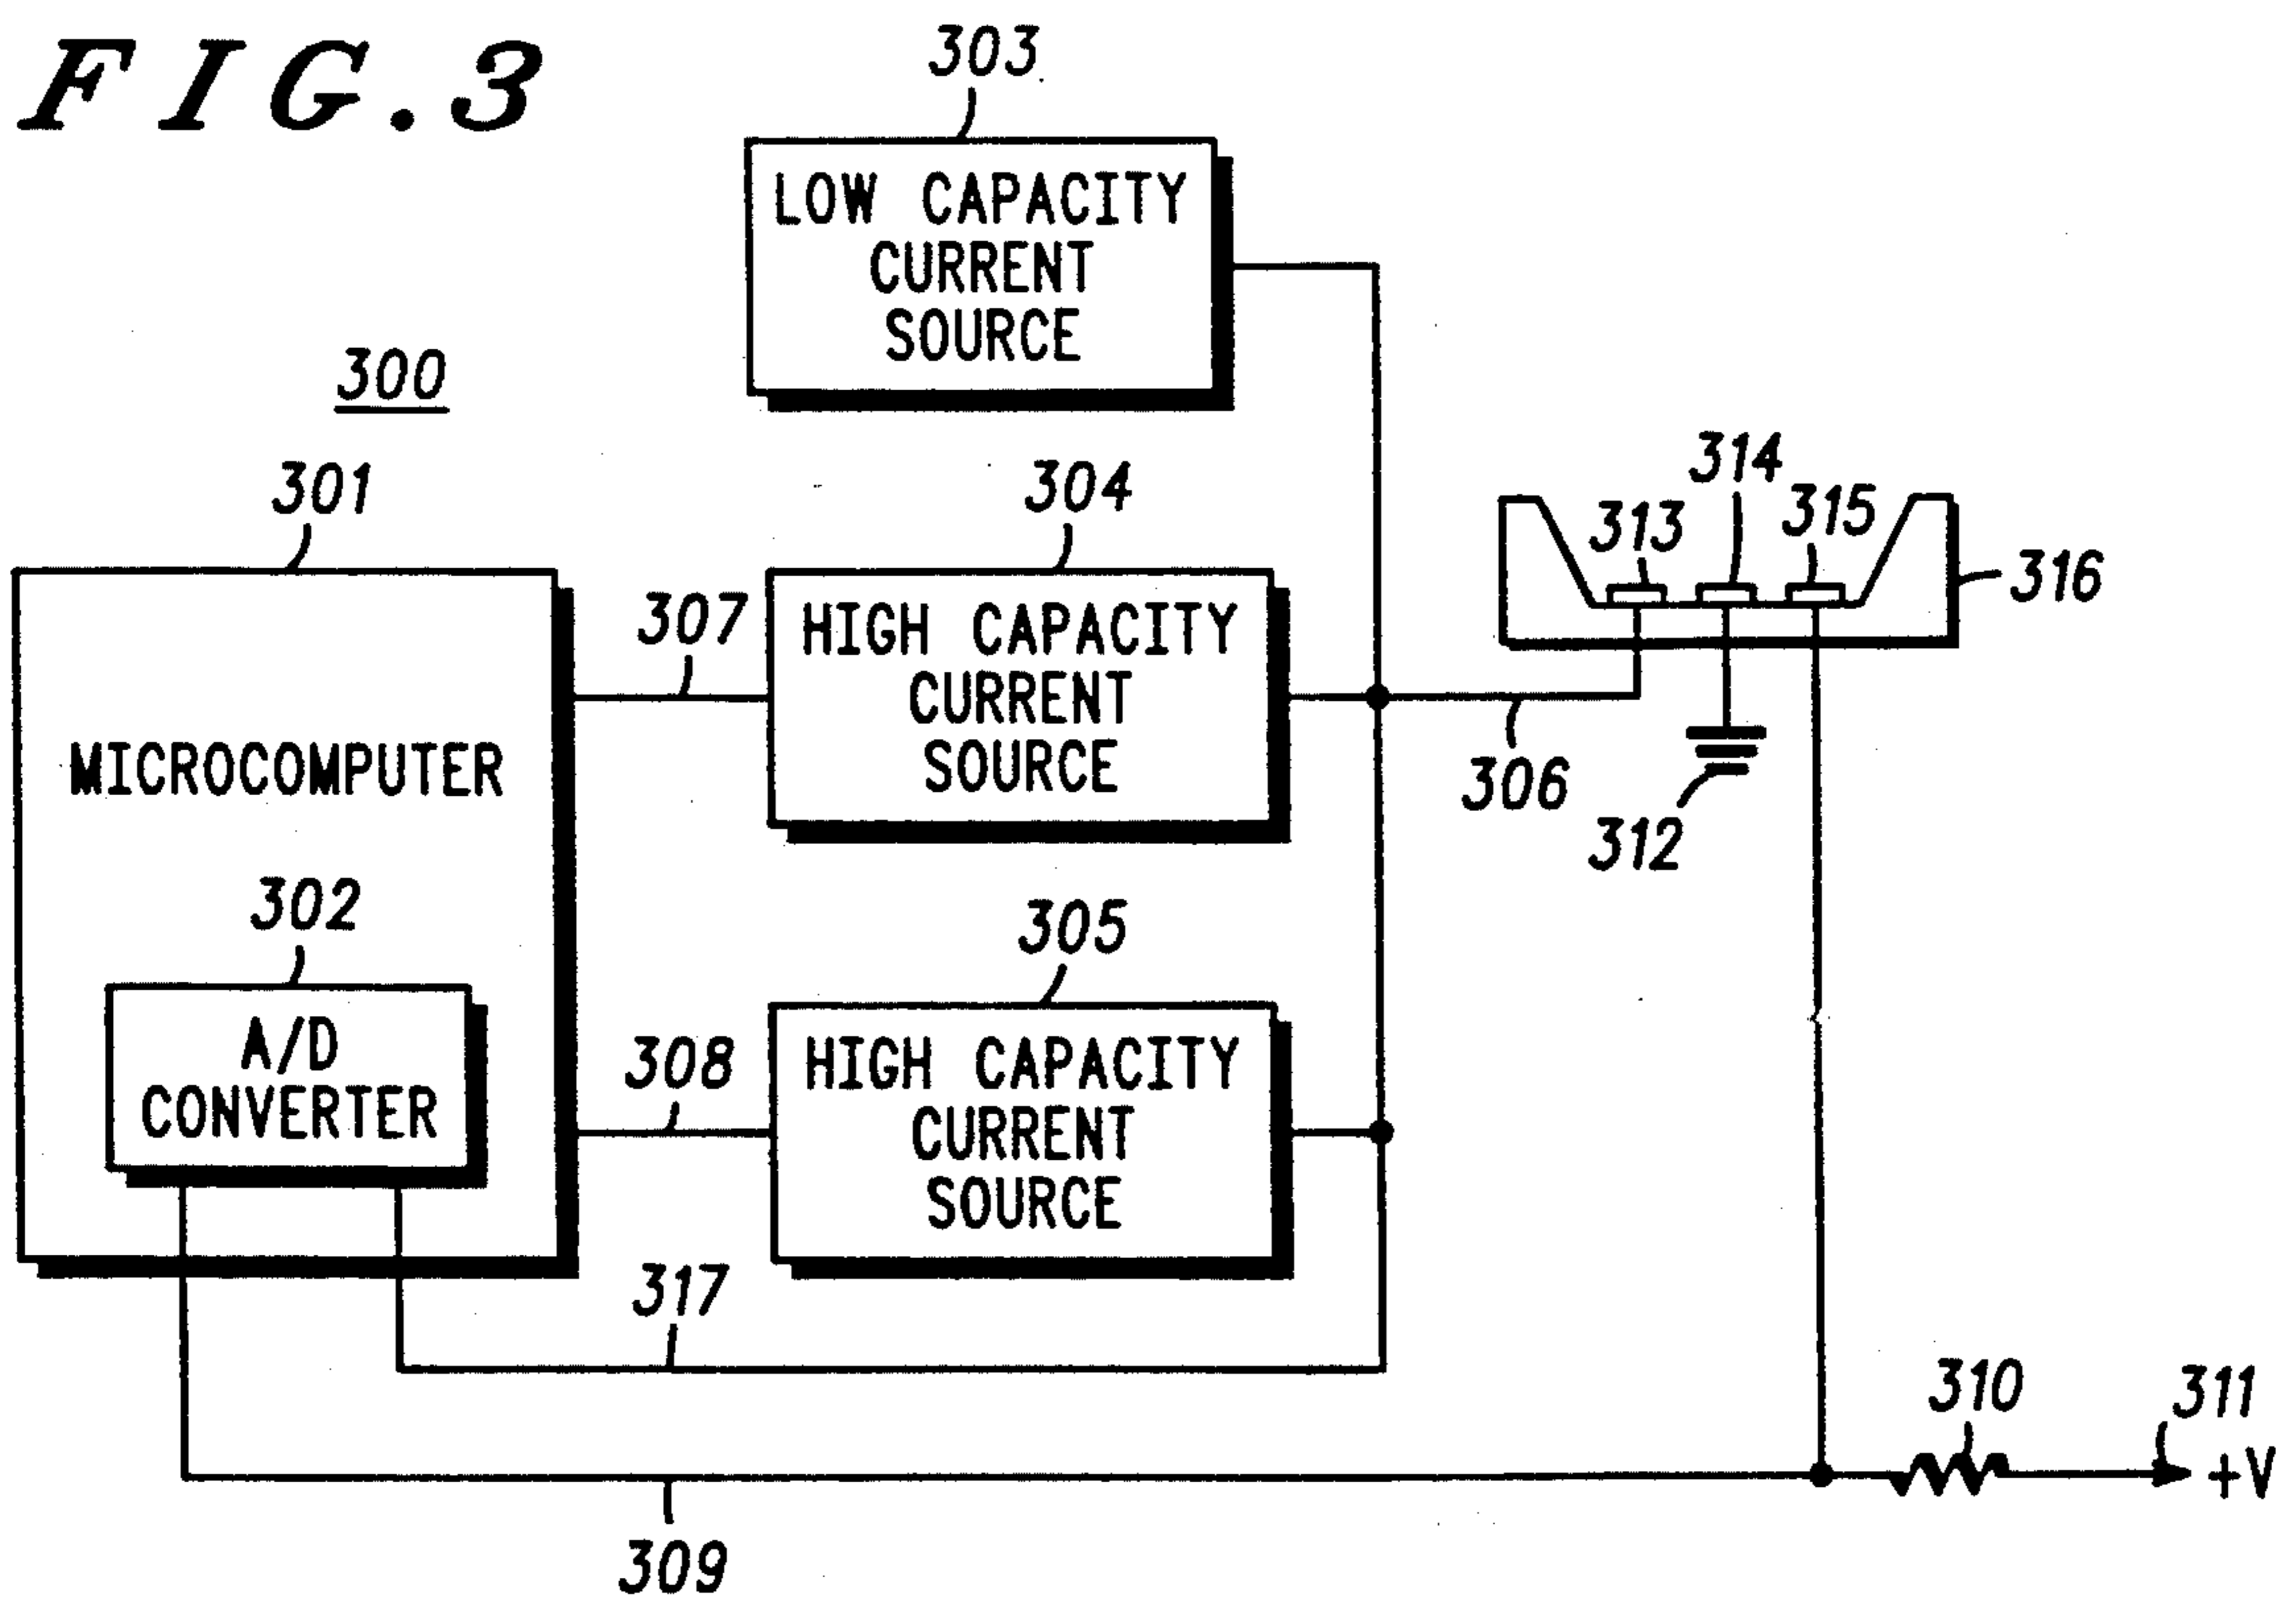 FIG.3
303
LOW CAPACITY
CURRENT
SOURCE
300
301
MICROCOMPUTER
302
A/D
CONVERTER
307
304
HIGH CAPACITY
CURRENT
SOURCE
308
305
HIGH CAPACITY
CURRENT
SOURCE
313
314
315
316
306
312
317
309
310
311
+V